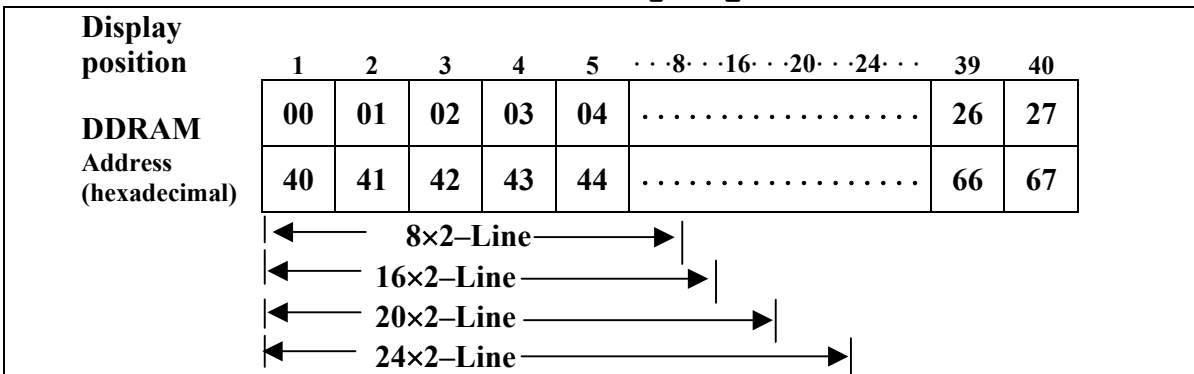 Display
position 1 2 3 4 5 · · ·8· · ·16· · ·20· · ·24· · · 39 40
DDRAM
Address
(hexadecimal)
00 01 02 03 04 . . . . . . . . . . . . . . . . . . 26 27
40 41 42 43 44 . . . . . . . . . . . . . . . . . . 66 67
8×2–Line
16×2–Line
20×2–Line
24×2–Line